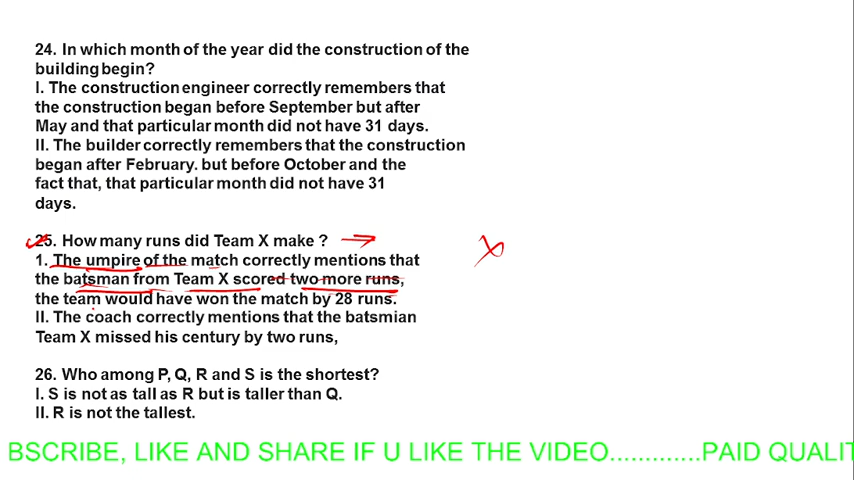 24. In which month of the year did the construction of the
building begin?
I. The construction engineer correctly remembers that
the construction began before September but after
May and that particular month did not have 31 days.
II. The builder correctly remembers that the construction
began after February. but before October and the
fact that, that particular month did not have 31
days.
25. How many runs did Team X make ?
1. The umpire of the match correctly mentions that
the batsman from Team X scored two more runs,
the team would have won the match by 28 runs.
II. The coach correctly mentions that the batsmian
Team X missed his century by two runs,
26. Who among P, Q, R and S is the shortest?
I. S is not as tall as R but is taller than Q.
II. R is not the tallest.
BSCRIBE, LIKE AND SHARE IF U LIKE THE VIDEO.............PAID QUALIT